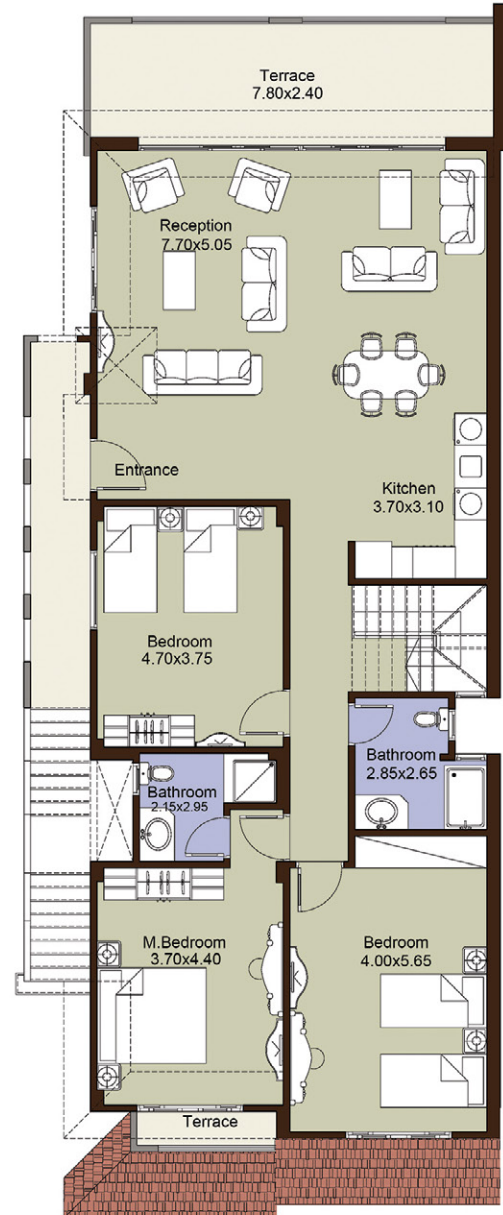 Terrace
7.80x2.40
Reception
7.70x5.05
Entrance
Kitchen
3.70x3.10
Bedroom
4.70x3.75
Bathroom
2.85x2.65
Bathroom
2.15x2.95
M.Bedroom
3.70x4.40
Bedroom
4.00x5.65
Terrace